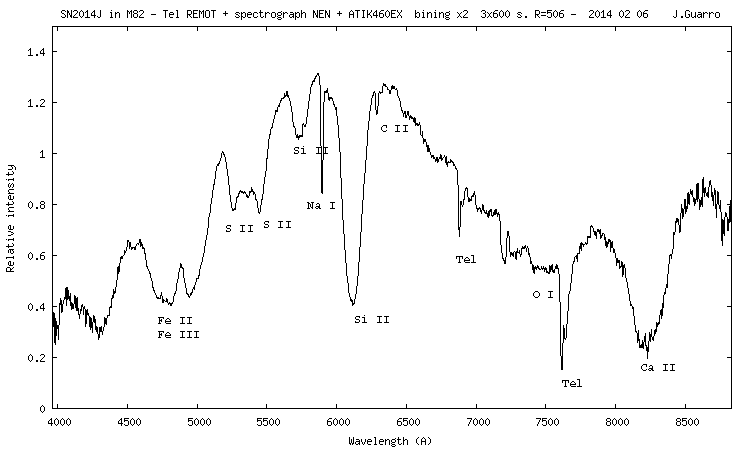 SN2014J in M82 - Tel REMOT + spectrograph NEN + ATIK460EX bining x2 3x600 s. R=506 - 2014 02 06 J.Guarro
1.4
1.2
C II
Si II
1
Relative intensity
0.8
Na I
S II
S II
Tel
0.6
O I
0.4
Fe II
Si II
Fe III
0.2
Ca II
Tel
0
4000 4500 5000 5500 6000 6500 7000 7500 8000 8500
Wavelength (A)